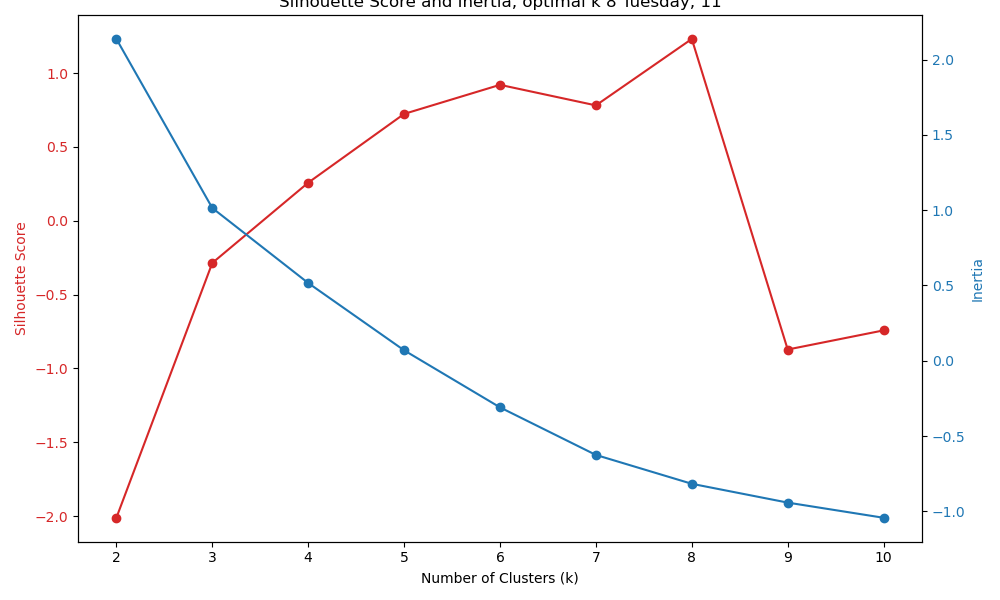 Silhouette Score and Inertia, optimal k 8 Tuesday, 11
1.0
0.5
0.0
−0.5
−1.0
−1.5
−2.0
Silhouette Score
2.0
1.5
1.0
0.5
0.0
−0.5
−1.0
Inertia
2 3 4 5 6 7 8 9 10
Number of Clusters (k)